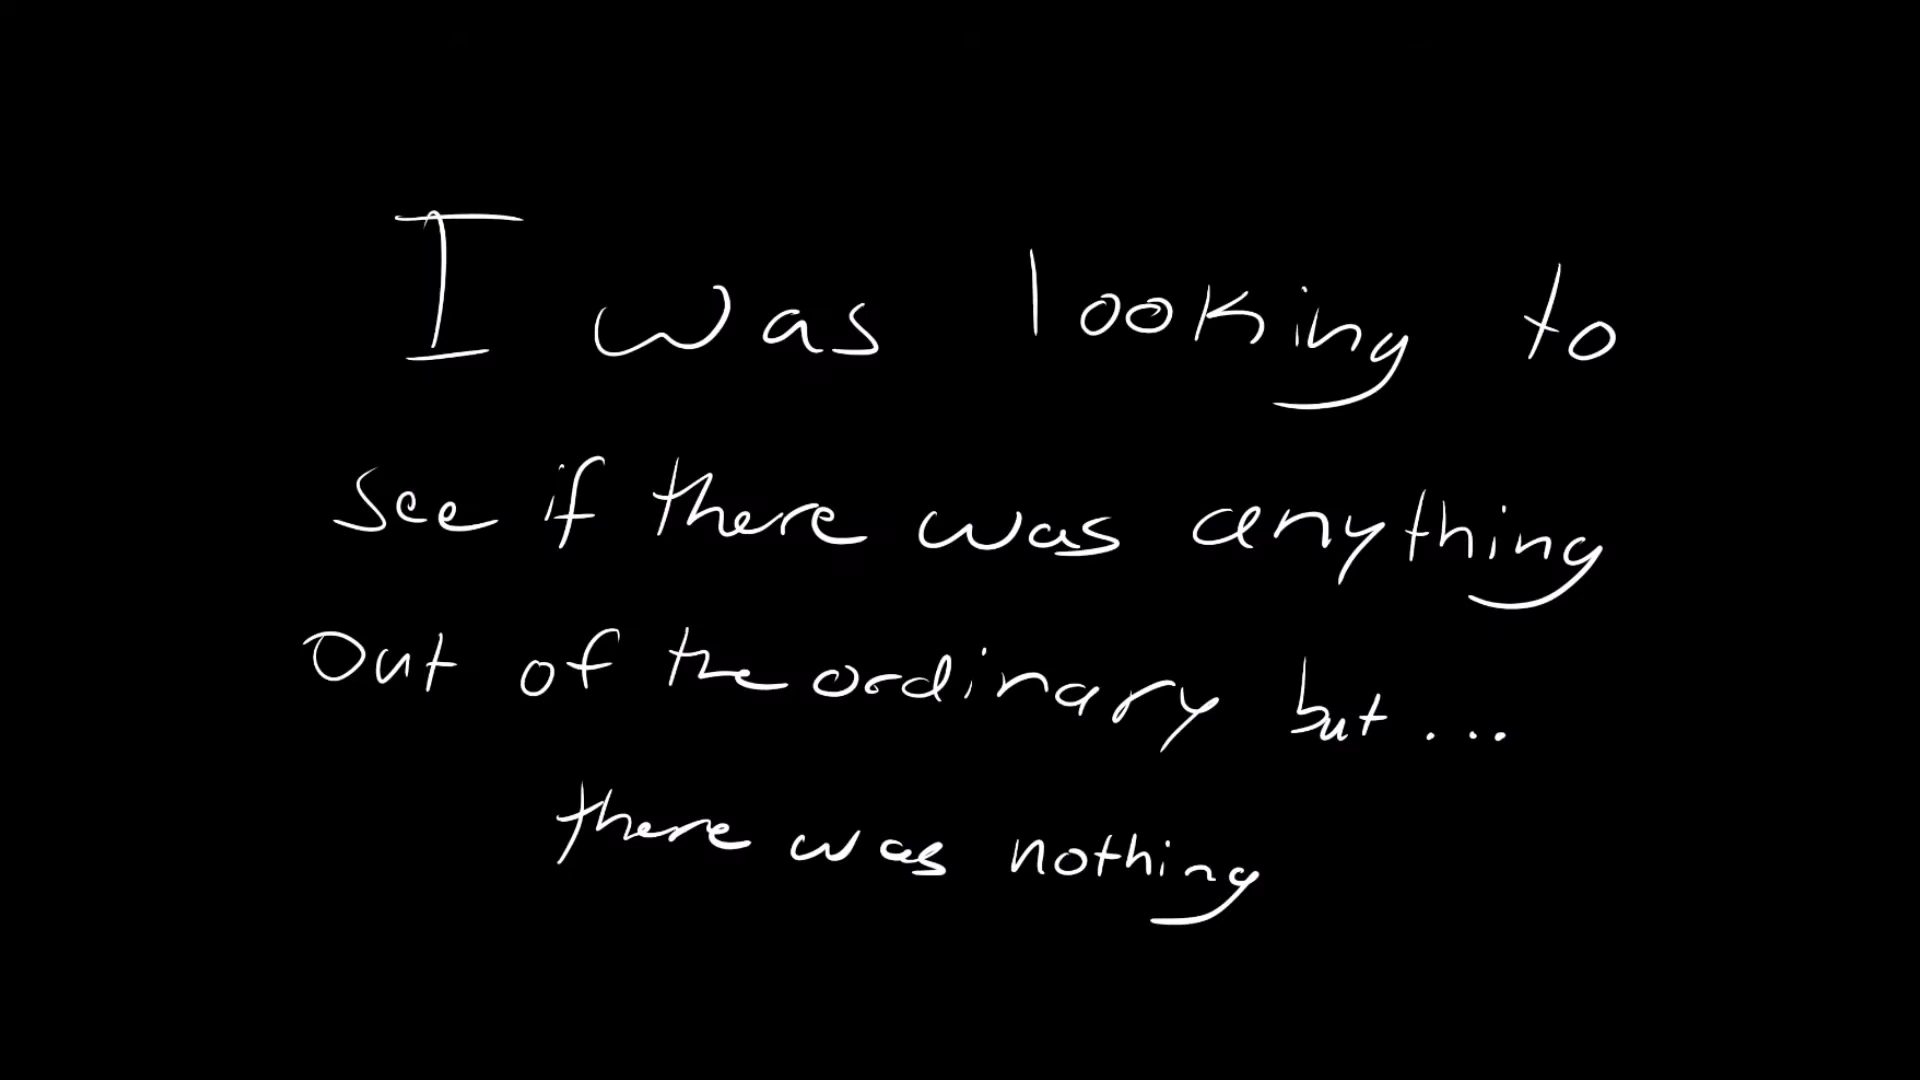 I was looking to
see if there was anything
out of the ordinary but...
there was nothing